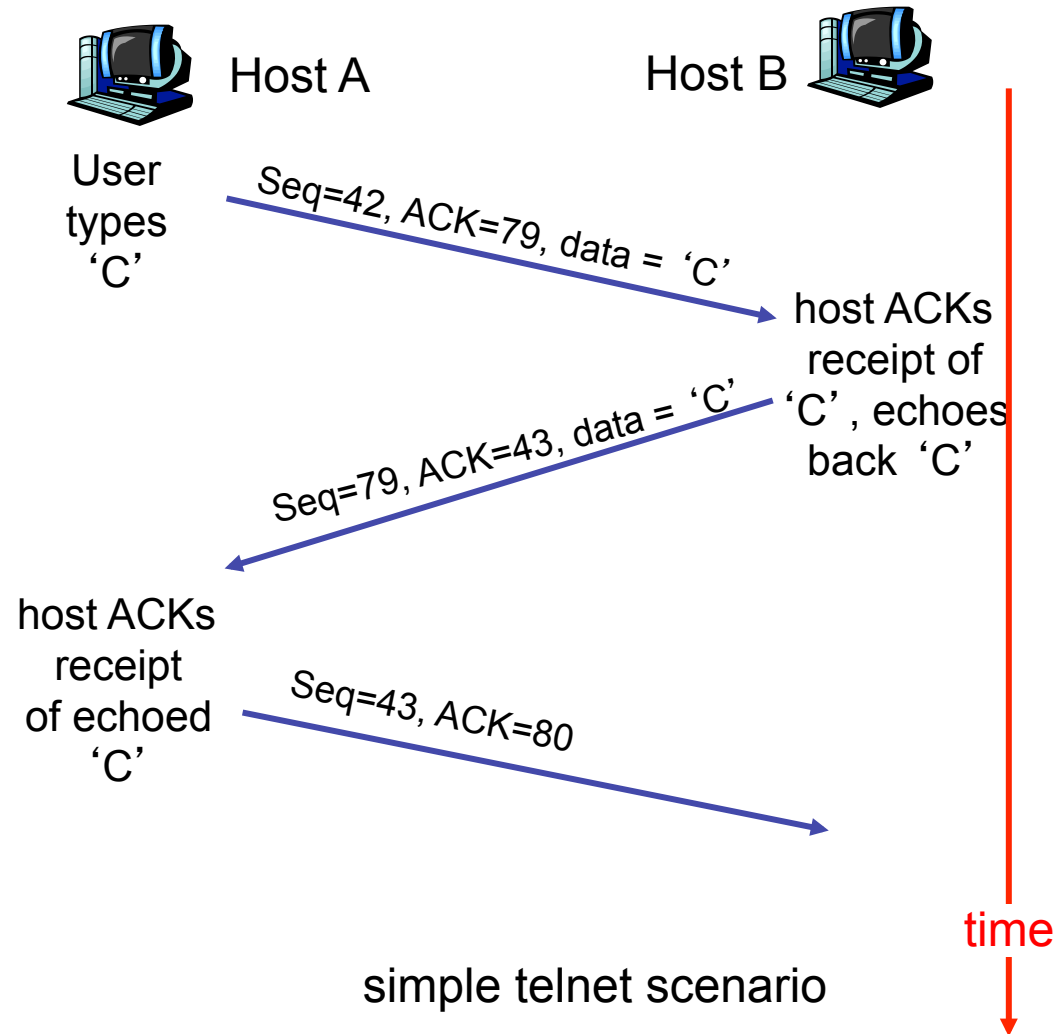 Host A
Host B
User
types
‘C’
Seq=42, ACK=79, data = ‘C’
host ACKs
receipt of
‘C’ , echoes
back ‘C’
Seq=79, ACK=43, data = ‘C’
host ACKs
receipt
of echoed
‘C’
Seq=43, ACK=80
time
simple telnet scenario